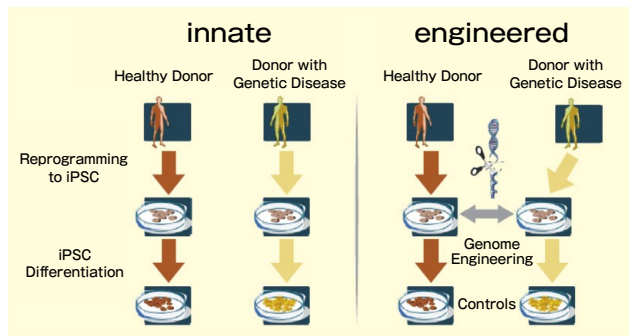 innate
engineered
Healthy Donor
Donor with
Genetic Disease
Healthy Donor
Donor with
Genetic Disease
Reprogramming
to iPSC
iPSC
Differentiation
Genome
Engineering
Controls